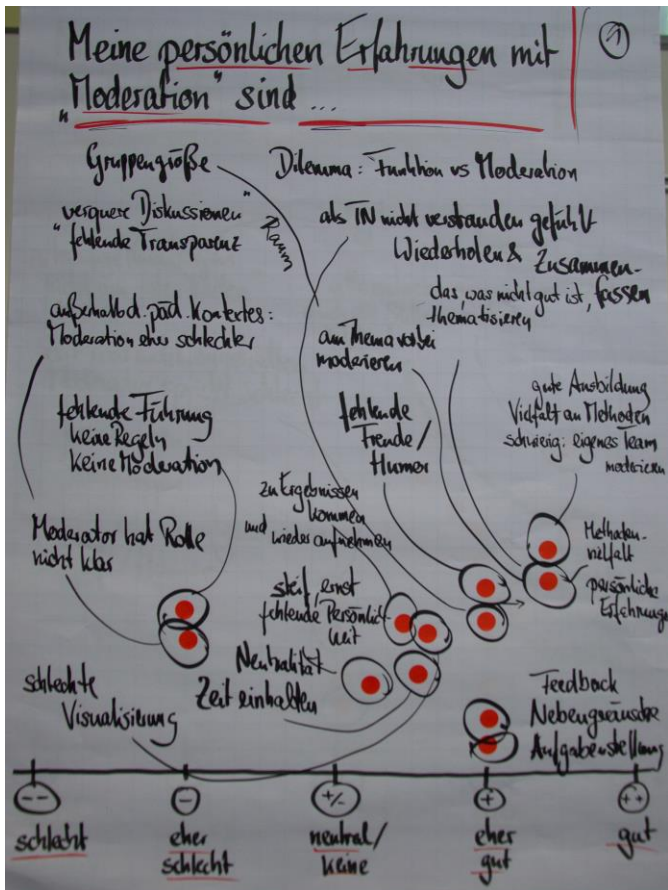 Meine persönlichen Erfahrungen mit
"Moderation" sind ...
1
Gruppengröße
Dilemma: Funktion vs Moderation
"verquere Diskussionen"
fehlende Transparenz
Raum
als TN nicht verstanden gefühlt
Wiederholen & Zusammen-
fassen
das, was nicht gut ist,
thematisieren
außerhalb d. päd. Kontextes:
Moderation eher schlechter
am Thema vorbei
moderieren
gute Ausbildung
Vielfalt an Methoden
schwierig: eigenes Team
moderieren
fehlende Führung
keine Regeln
keine Moderation
fehlende
Freude/
Humor
zu Ergebnissen
kommen
und wieder aufnehmen
Moderator hat Rolle
nicht klar
Methoden-
vielfalt
persönliche
Erfahrungen
steif, ernst
fehlende Persönlich-
keit
Neutralität
Zeit einhalten
schlechte
Visualisierung
Feedback
Nebengeräusche
Aufgabenstellung
-- - +/- + ++
schlecht
eher
schlecht
neutral/
keine
eher
gut
gut